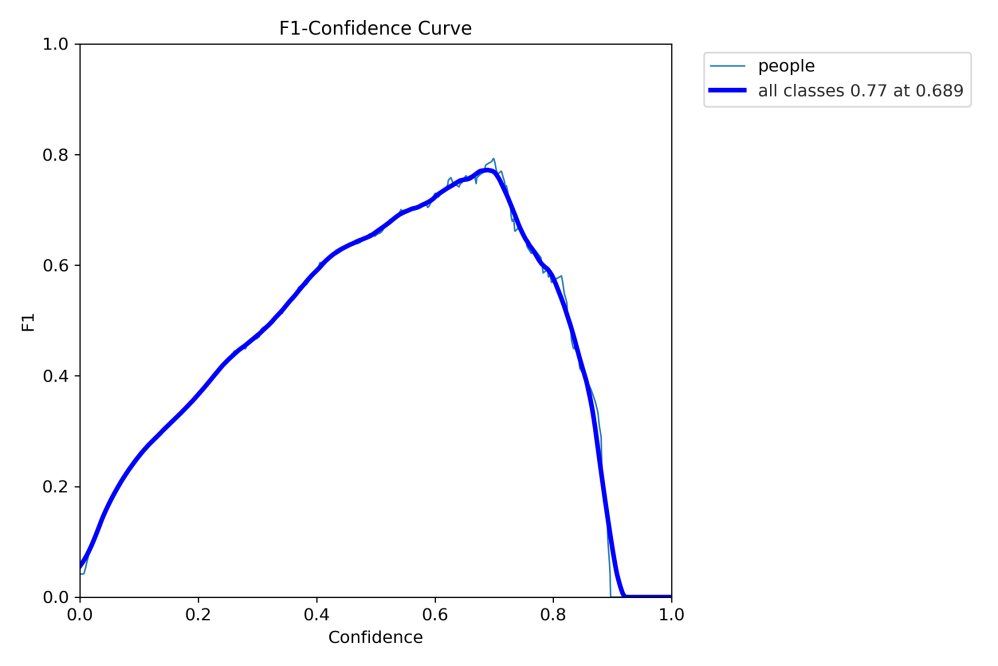 F1-Confidence Curve
people
all classes 0.77 at 0.689
1.0
0.8
0.6
0.4
0.2
0.0
F1
0.0 0.2 0.4 0.6 0.8 1.0
Confidence